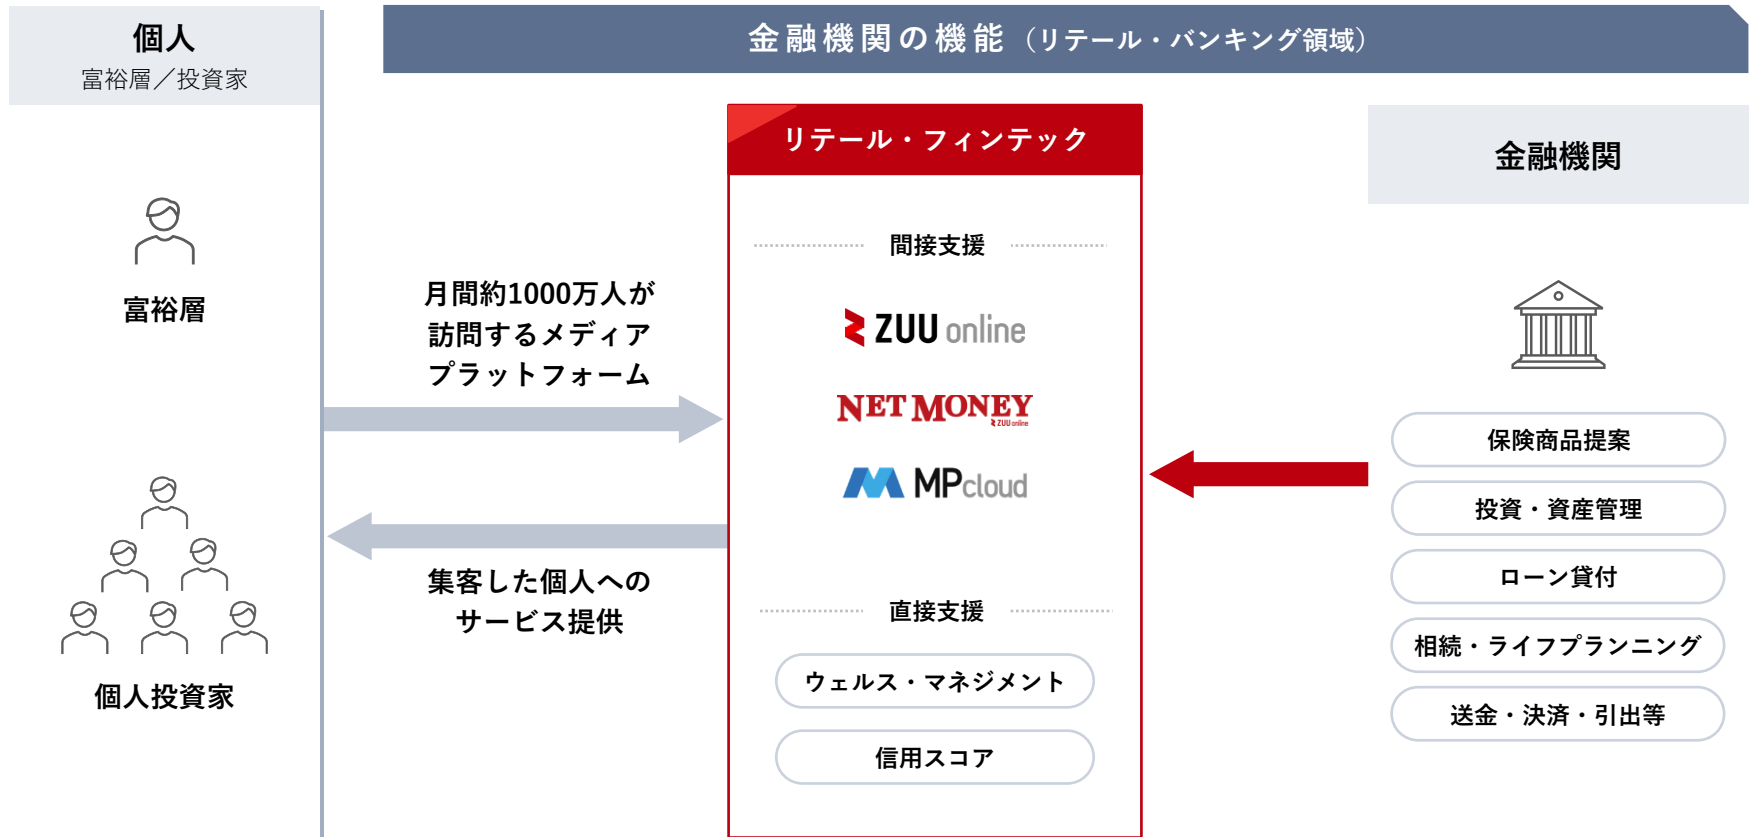 個人
富裕層／投資家
富裕層
個人投資家
金融機関の機能（リテール・バンキング領域）
月間約1000万人が
訪問するメディア
プラットフォーム
集客した個人への
サービス提供
リテール・フィンテック
間接支援
ZUU online
NET MONEY
ZUU online
MPcloud
直接支援
ウェルス・マネジメント
信用スコア
金融機関
保険商品提案
投資・資産管理
ローン貸付
相続・ライフプランニング
送金・決済・引出等